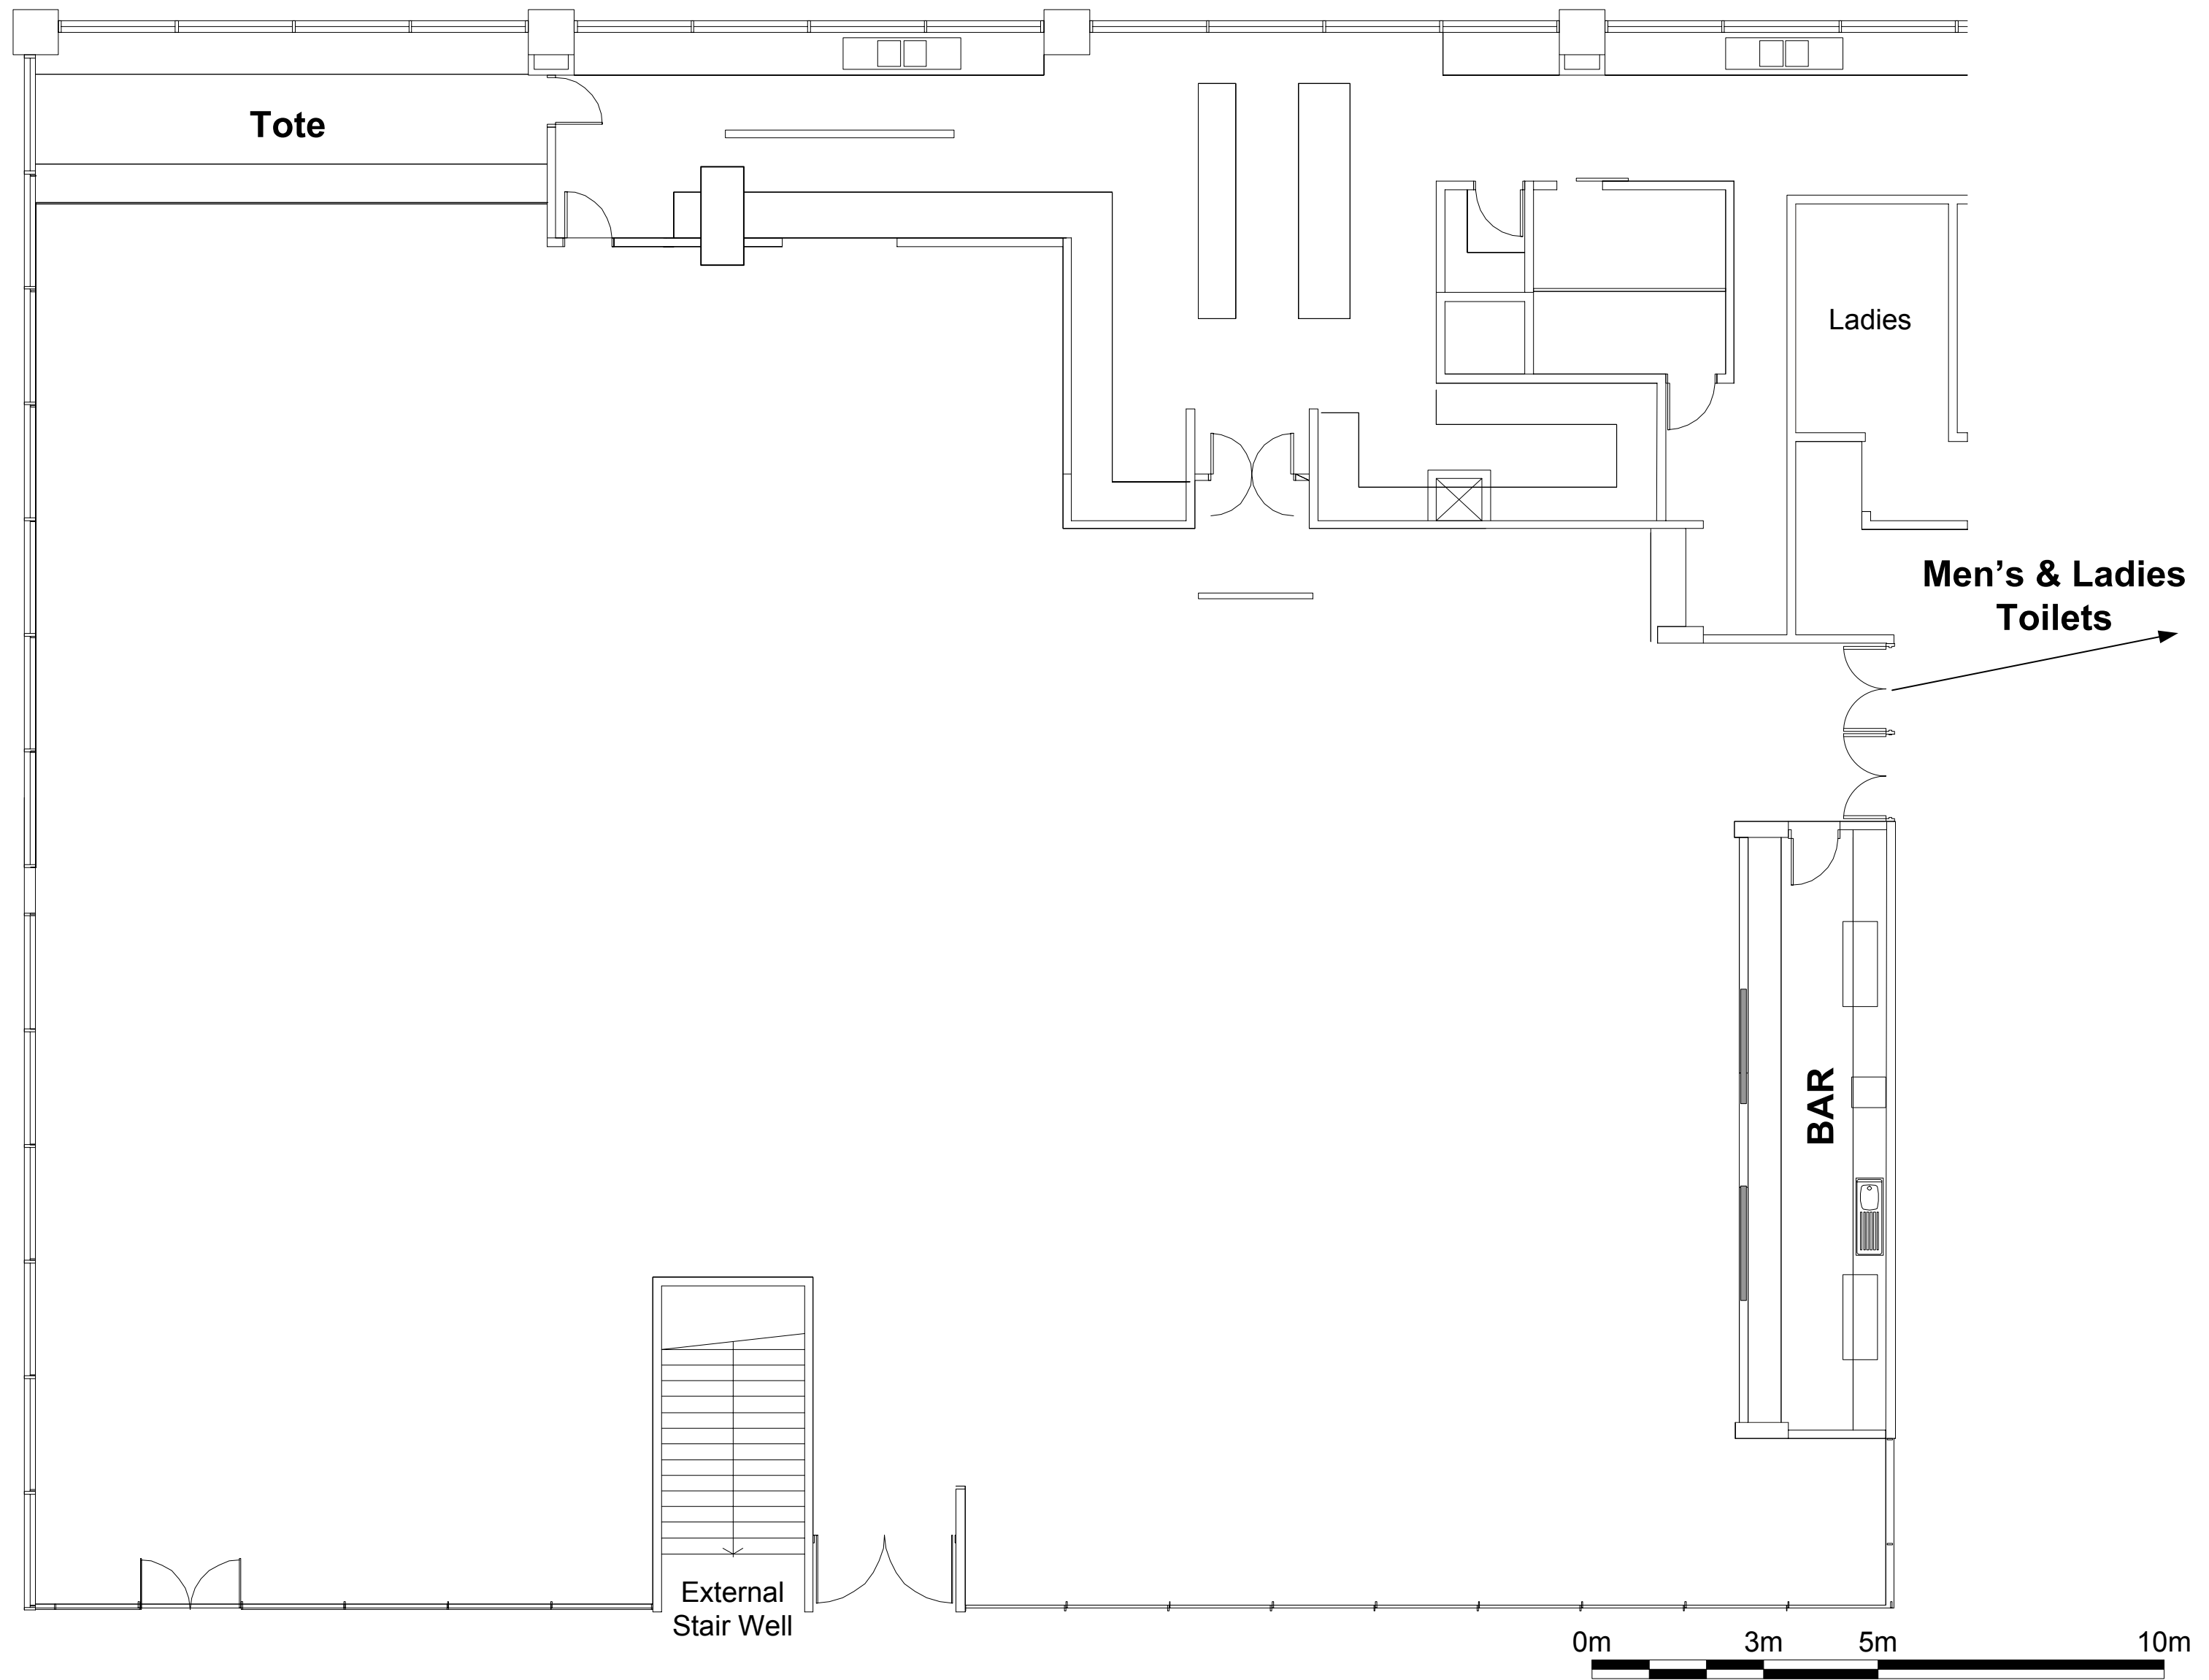 Tote
Ladies
Men’s & Ladies
Toilets
BAR
External
Stair Well
0m 3m 5m 10m